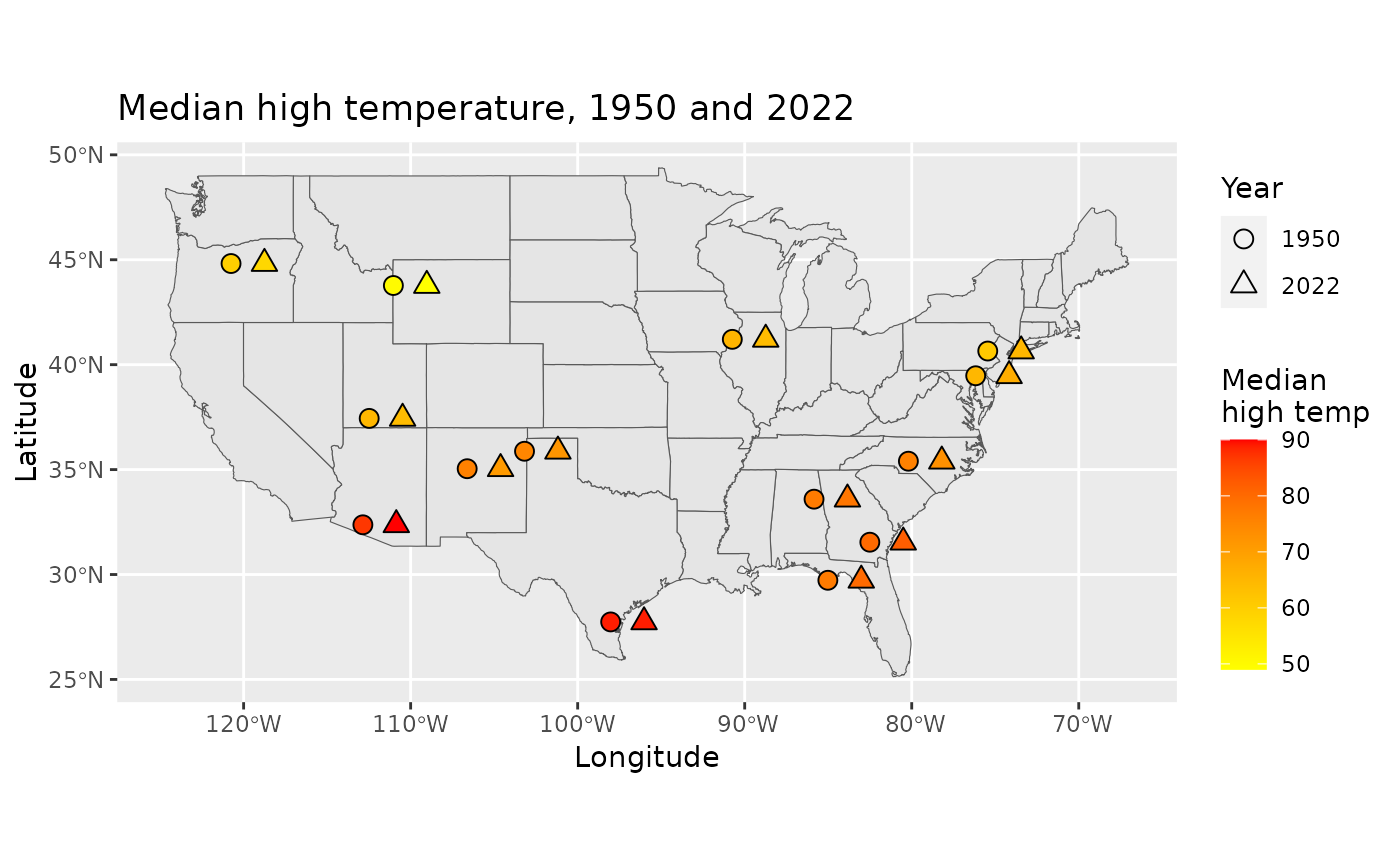 Median high temperature, 1950 and 2022
50°N
45°N
40°N
35°N
30°N
25°N
Latitude
120°W 110°W 100°W 90°W 80°W 70°W
Longitude
Year
1950
2022
Median
high temp
90
80
70
60
50